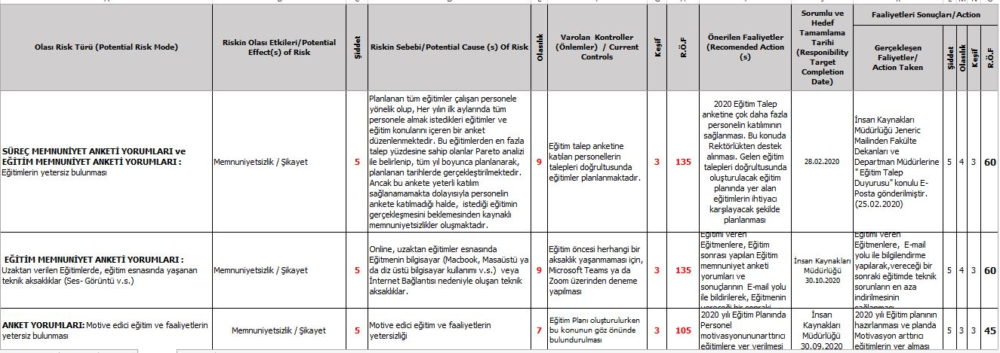 Olası Risk Türü (Potential Risk Mode)
Riskin Olası Etkileri/Potential
Effect(s) of Risk
Şiddet
Riskin Sebebi/Potential Cause (s) Of Risk
Olasılık
Varolan Kontroller
(Önlemler) / Current
Controls
Keşif
R.Ö.F
Önerilen Faaliyetler
(Recomended Action
(s)
Sorumlu ve
Hedef
Tamamlama
Tarihi
(Responibility
Target
Completion
Date)
Faaliyetleri Sonuçları/Action
Gerçekleşen
Faliyetler/
Action Taken
Şiddet
Olasılık
Keşif
R.Ö.F
SÜREÇ MEMNUNİYET ANKETİ YORUMLARI ve
EĞİTİM MEMNUNİYET ANKETİ YORUMLARI :
Eğitimlerin yetersiz bulunması
Memnuniyetsizlik / Şikayet
5
Planlanan tüm eğitimler çalışan personele
yönelik olup, Her yılın ilk aylarında tüm
personele almak istedikleri eğitimler ve
eğitim konularını içeren bir anket
düzenlenmektedir. Bu eğitimlerden en fazla
talep yüzdesine sahip olanlar Pareto analizi
ile belirlenip, tüm yıl boyunca planlanarak,
planlanan tarihlerde gerçekleştirilmektedir.
Ancak bu ankete yeterli katılım
sağlanamamakta dolayısıyla personelin
ankete katılmadığı halde, istediği eğitimin
gerçekleşmesini beklemesinden kaynaklı
memnuniyetsizlikler oluşmaktadır.
9
Eğitim talep anketine
katılan personellerin
talepleri doğrultusunda
eğitimler planlanmaktadır.
3
135
2020 Eğitim Talep
anketine çok daha fazla
personelin katılımının
sağlanması. Bu konuda
Rektörlükten destek
alınması. Gelen eğitim
talepleri doğrultusunda
oluşturulacak eğitim
planında yer alan
eğitimlerin ihtiyacı
karşılayacak şekilde
planlanması
28.02.2020
İnsan Kaynakları
Müdürlüğü Jeneric
Mailinden Fakülte
Dekanları ve
Departman Müdürlerine
" Eğitim Talep
Duyurusu" konulu E-
Posta gönderilmiştir.
(25.02.2020)
5
4
3
60
EĞİTİM MEMNUNİYET ANKETİ YORUMLARI :
Uzaktan verilen Eğitimlerde, eğitim esnasında yaşanan
teknik aksaklıklar (Ses- Görüntü v.s.)
Memnuniyetsizlik / Şikayet
5
Online, uzaktan eğitimler esnasında
Eğitmenin bilgisayar (Macbook, Masaüstü ya
da diz üstü bilgisayar kullanımı v.s.) veya
İnternet Bağlantısı nedeniyle oluşan teknik
aksaklıklar.
9
Eğitim öncesi herhangi bir
aksaklık yaşanmaması için,
Microsoft Teams ya da
Zoom üzerinden deneme
yapılması
3
135
Eğitimi veren
Eğitmenlere, Eğitim
sonrası yapılan Eğitim
memnuniyet anketi
yorumları ve
sonuçlarının E-mail yolu
ile bildirilerek, Eğitmenin
vereceği bir sonraki
İnsan Kaynakları
Müdürlüğü
30.10.2020
Eğitimi veren
Eğitmenlere, E-mail
yolu ile bilgilendirme
yapılarak,vereceği bir
sonraki eğitimde teknik
sorunların en aza
indirilmesinin
sağlanması
5
4
3
60
ANKET YORUMLARI: Motive edici eğitim ve faaliyetlerin
yetersiz bulunması
Memnuniyetsizlik / Şikayet
5
Motive edici eğitim ve faaliyetlerin
yetersizliği
7
Eğitim Planı oluşturulurken
bu konunun göz önünde
bulundurulması
3
105
2020 yılı Eğitim Planında
Personel
motivasyonununarttırıcı
eğitimlere yer verilmesi
İnsan
Kaynakları
Müdürlüğü
30.09.2020
2020 yılı Eğitim planının
hazırlanması ve planda
Motivasyon arttırıcı
eğitimlerin yer alması
5
3
3
45